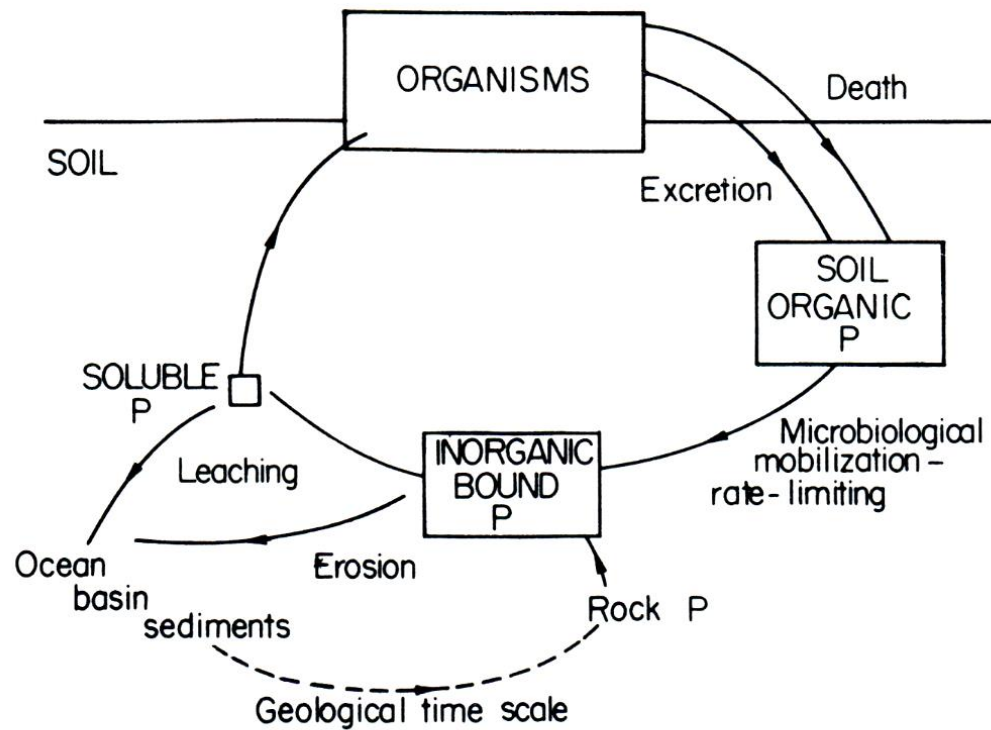 ORGANISMS
Death
SOIL
Excretion
SOIL
ORGANIC
P
SOLUBLE
P
Microbiological
mobilization –
rate-limiting
INORGANIC
BOUND
P
Leaching
Erosion
Ocean
basin
sediments
Rock P
Geological time scale